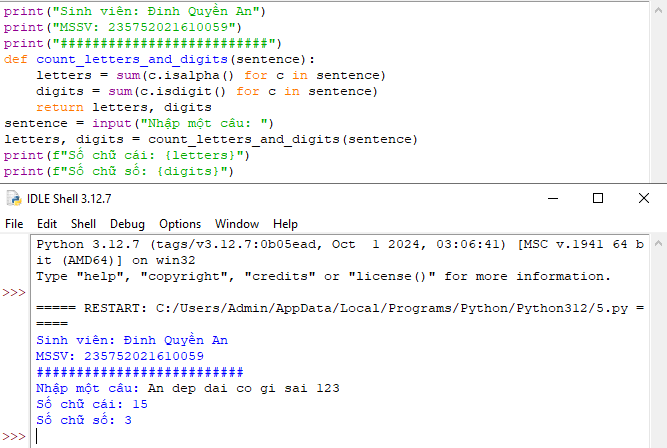 print("Sinh viên: Đinh Quyền An")
print("MSSV: 235752021610059")
print("##########################")
def count_letters_and_digits(sentence):
    letters = sum(c.isalpha() for c in sentence)
    digits = sum(c.isdigit() for c in sentence)
    return letters, digits
sentence = input("Nhập một câu: ")
letters, digits = count_letters_and_digits(sentence)
print(f"Số chữ cái: {letters}")
print(f"Số chữ số: {digits}")
IDLE Shell 3.12.7
File Edit Shell Debug Options Window Help
Python 3.12.7 (tags/v3.12.7:0b05ead, Oct  1 2024, 03:06:41) [MSC v.1941 64 b
it (AMD64)] on win32
Type "help", "copyright", "credits" or "license()" for more information.
>>>
===== RESTART: C:/Users/Admin/AppData/Local/Programs/Python/Python312/5.py =
====
Sinh viên: Đinh Quyền An
MSSV: 235752021610059
##########################
Nhập một câu: An dep dai co gi sai 123
Số chữ cái: 15
Số chữ số: 3
>>>